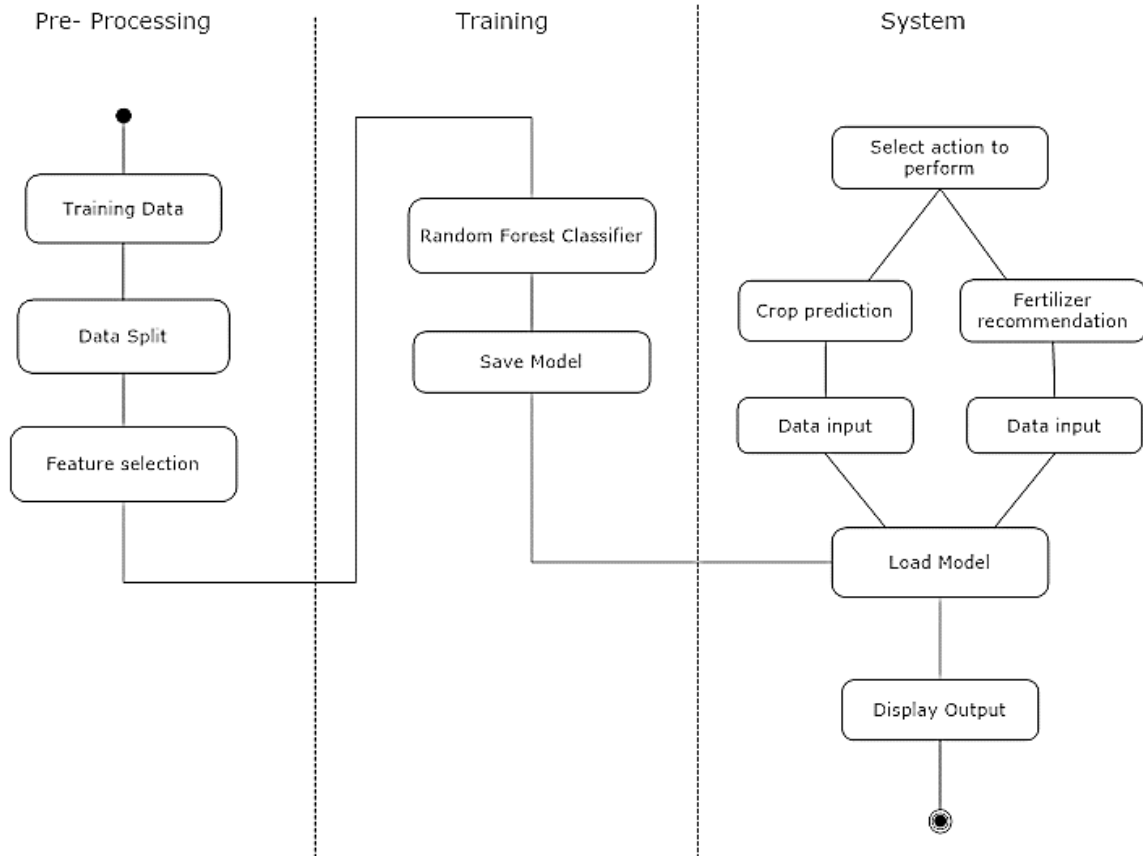 Pre- Processing
Training Data
Data Split
Feature selection
Training
Random Forest Classifier
Save Model
System
Select action to
perform
Crop prediction
Fertilizer
recommendation
Data input
Data input
Load Model
Display Output